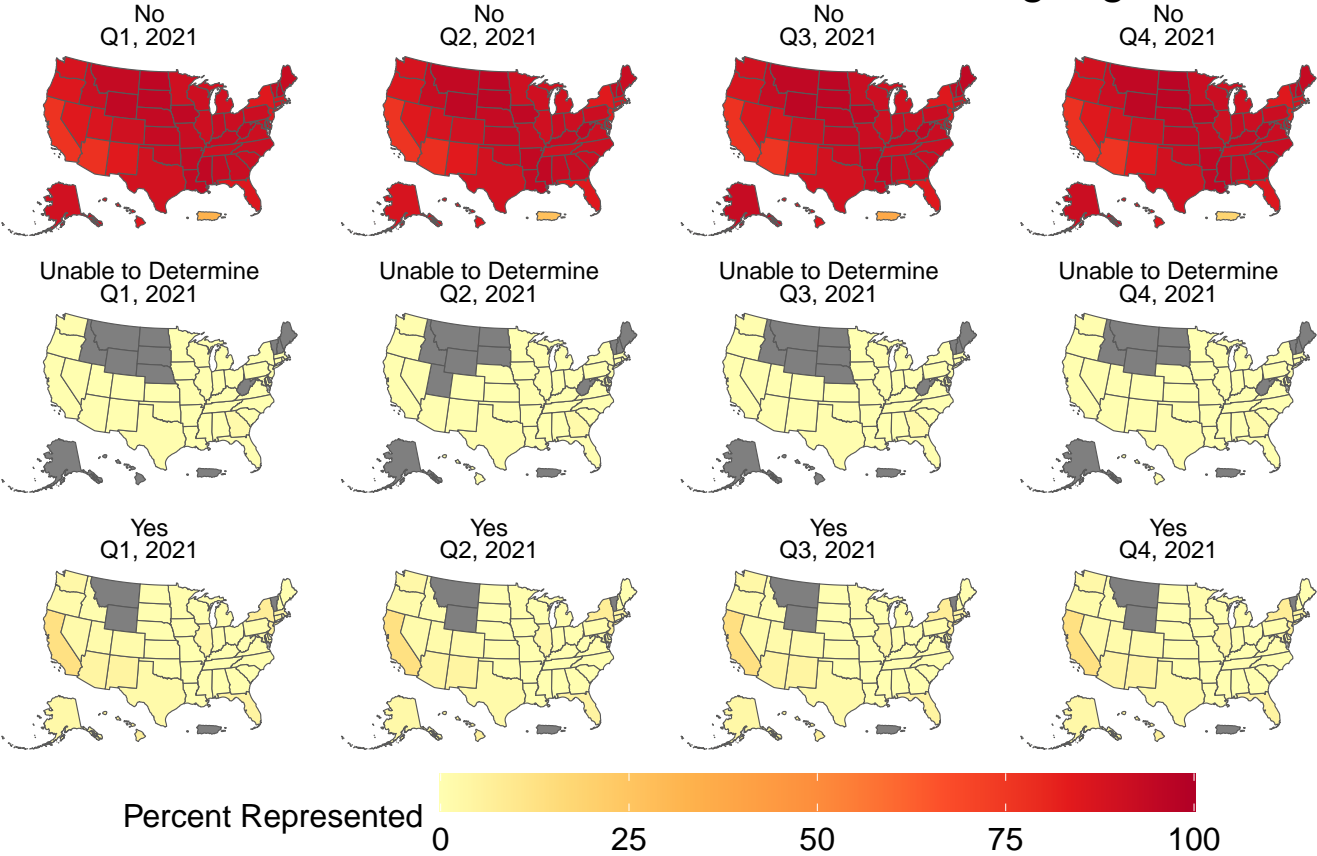 No
Q1, 2021
No
Q2, 2021
No
Q3, 2021
No
Q4, 2021
Unable to Determine
Q1, 2021
Unable to Determine
Q2, 2021
Unable to Determine
Q3, 2021
Unable to Determine
Q4, 2021
Yes
Q1, 2021
Yes
Q2, 2021
Yes
Q3, 2021
Yes
Q4, 2021
Percent Represented
0 25 50 75 100